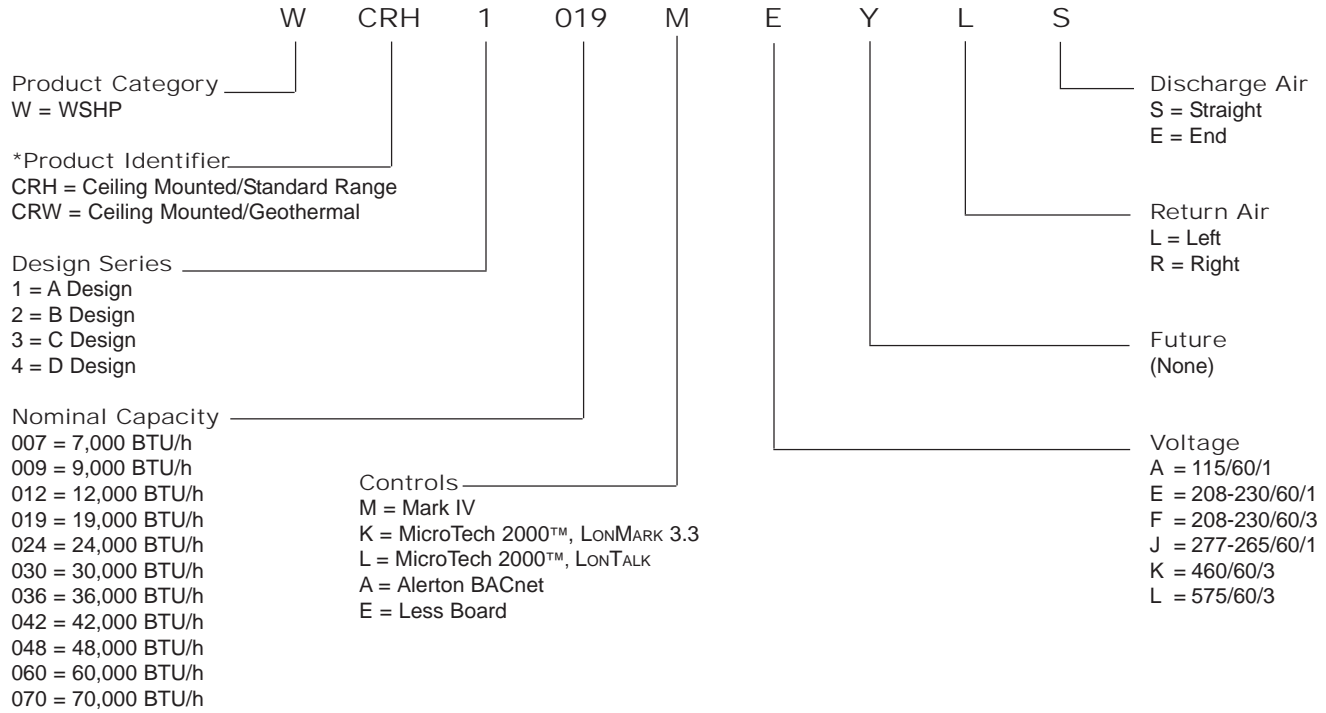 W CRH 1 019 M E Y L S
Product Category
W = WSHP
*Product Identifier
CRH = Ceiling Mounted/Standard Range
CRW = Ceiling Mounted/Geothermal
Design Series
1 = A Design
2 = B Design
3 = C Design
4 = D Design
Nominal Capacity
007 = 7,000 BTU/h
009 = 9,000 BTU/h
012 = 12,000 BTU/h
019 = 19,000 BTU/h
024 = 24,000 BTU/h
030 = 30,000 BTU/h
036 = 36,000 BTU/h
042 = 42,000 BTU/h
048 = 48,000 BTU/h
060 = 60,000 BTU/h
070 = 70,000 BTU/h
Controls
M = Mark IV
K = MicroTech 2000™, LONMARK 3.3
L = MicroTech 2000™, LONTALK
A = Alerton BACnet
E = Less Board
Discharge Air
S = Straight
E = End
Return Air
L = Left
R = Right
Future
(None)
Voltage
A = 115/60/1
E = 208-230/60/1
F = 208-230/60/3
J = 277-265/60/1
K = 460/60/3
L = 575/60/3